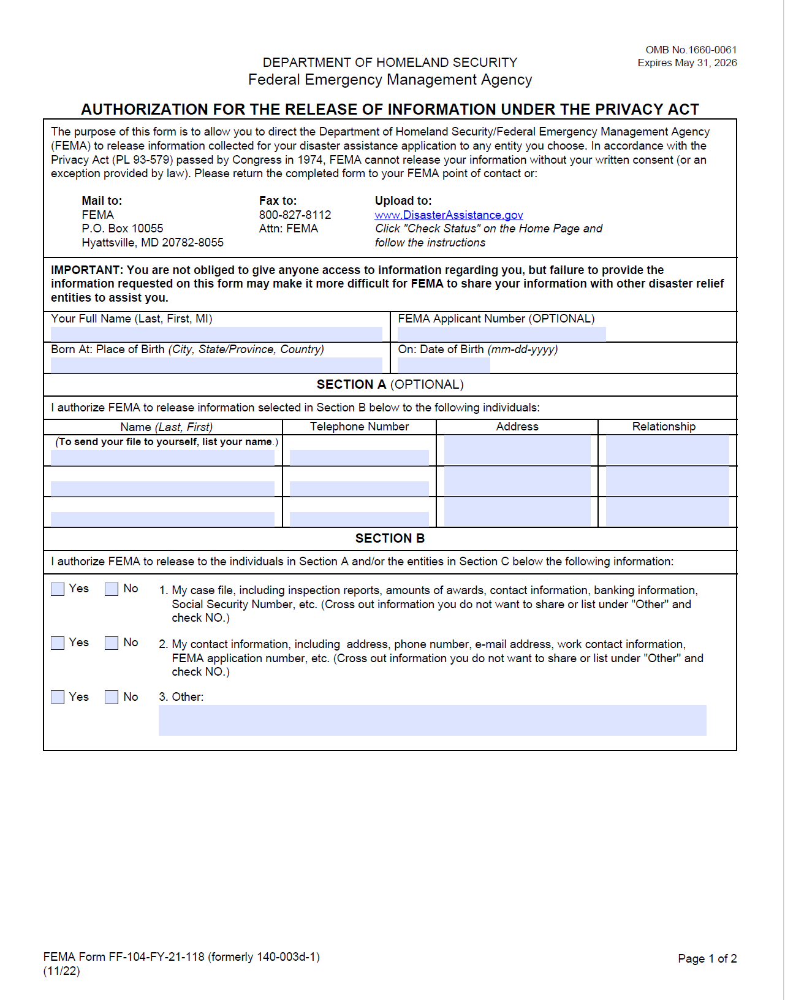 OMB No.1660-0061
Expires May 31, 2026
DEPARTMENT OF HOMELAND SECURITY
Federal Emergency Management Agency
AUTHORIZATION FOR THE RELEASE OF INFORMATION UNDER THE PRIVACY ACT
The purpose of this form is to allow you to direct the Department of Homeland Security/Federal Emergency Management Agency
(FEMA) to release information collected for your disaster assistance application to any entity you choose. In accordance with the
Privacy Act (PL 93-579) passed by Congress in 1974, FEMA cannot release your information without your written consent (or an
exception provided by law). Please return the completed form to your FEMA point of contact or:
Mail to:
FEMA
P.O. Box 10055
Hyattsville, MD 20782-8055
Fax to:
800-827-8112
Attn: FEMA
Upload to:
www.DisasterAssistance.gov
Click "Check Status" on the Home Page and
follow the instructions
IMPORTANT: You are not obliged to give anyone access to information regarding you, but failure to provide the
information requested on this form may make it more difficult for FEMA to share your information with other disaster relief
entities to assist you.
Your Full Name (Last, First, MI)
FEMA Applicant Number (OPTIONAL)
Born At: Place of Birth (City, State/Province, Country)
On: Date of Birth (mm-dd-yyyy)
SECTION A (OPTIONAL)
I authorize FEMA to release information selected in Section B below to the following individuals:
Name (Last, First)
Telephone Number
Address
Relationship
(To send your file to yourself, list your name.)
SECTION B
I authorize FEMA to release to the individuals in Section A and/or the entities in Section C below the following information:
Yes No 1. My case file, including inspection reports, amounts of awards, contact information, banking information,
Social Security Number, etc. (Cross out information you do not want to share or list under "Other" and
check NO.)
Yes No 2. My contact information, including address, phone number, e-mail address, work contact information,
FEMA application number, etc. (Cross out information you do not want to share or list under "Other" and
check NO.)
Yes No 3. Other:
FEMA Form FF-104-FY-21-118 (formerly 140-003d-1)
(11/22)
Page 1 of 2